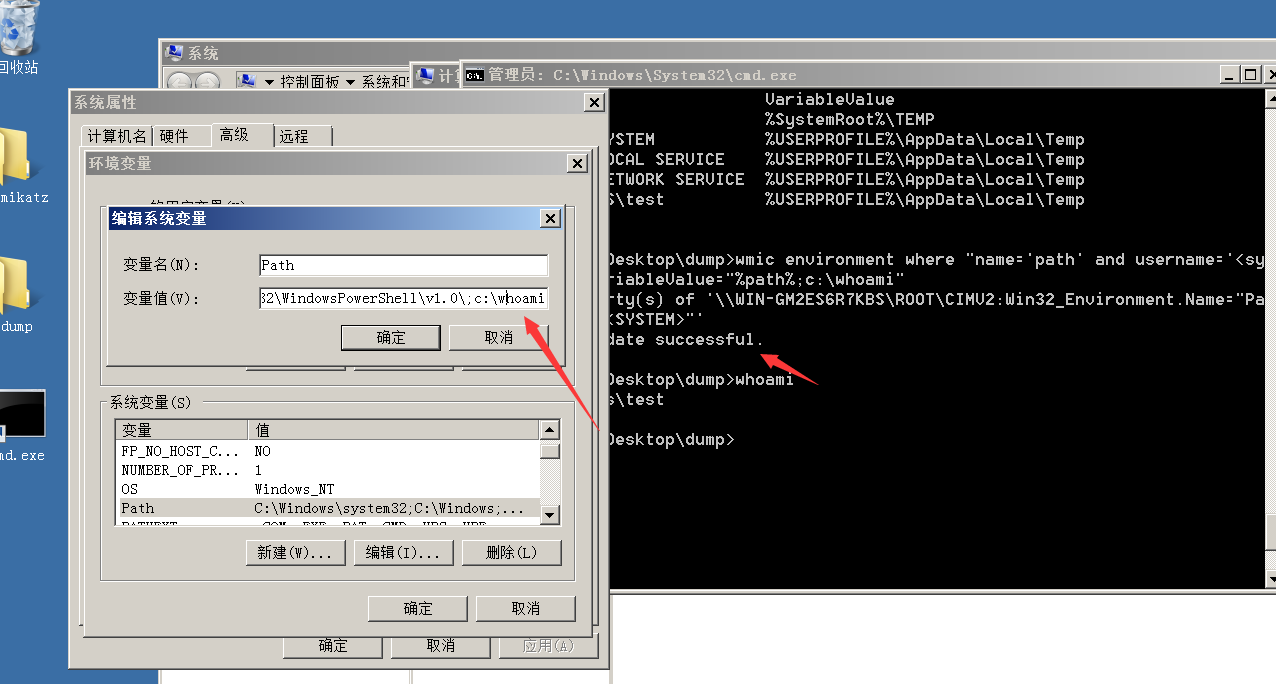 回收站
mikatz
dump
md.exe
系统
控制面板
系统和
计
管理员: C:\Windows\System32\cmd.exe
系统属性
计算机名
硬件
高级
远程
环境变量
编辑系统变量
变量名(N):
Path
变量值(V):
32\WindowsPowerShell\v1.0\;c:\whoami
确定
取消
系统变量(S)
变量 值
FP_NO_HOST_C... NO
NUMBER_OF_PR... 1
OS Windows_NT
Path C:\Windows\system32;C:\Windows;...
新建(W)...
编辑(I)...
删除(L)
确定
取消
确定
取消
应用(A)
VariableValue
%SystemRoot%\TEMP
YSTEM %USERPROFILE%\AppData\Local\Temp
OCAL SERVICE %USERPROFILE%\AppData\Local\Temp
ETWORK SERVICE %USERPROFILE%\AppData\Local\Temp
s\test %USERPROFILE%\AppData\Local\Temp
Desktop\dump>wmic environment where "name='path' and username='<sy
riableValue="%path%;c:\whoami"
rty(s) of '\\WIN-GM2ES6R7KBS\ROOT\CIMV2:Win32_Environment.Name="Pa
<SYSTEM>"'
date successful.
Desktop\dump>whoami
s\test
Desktop\dump>